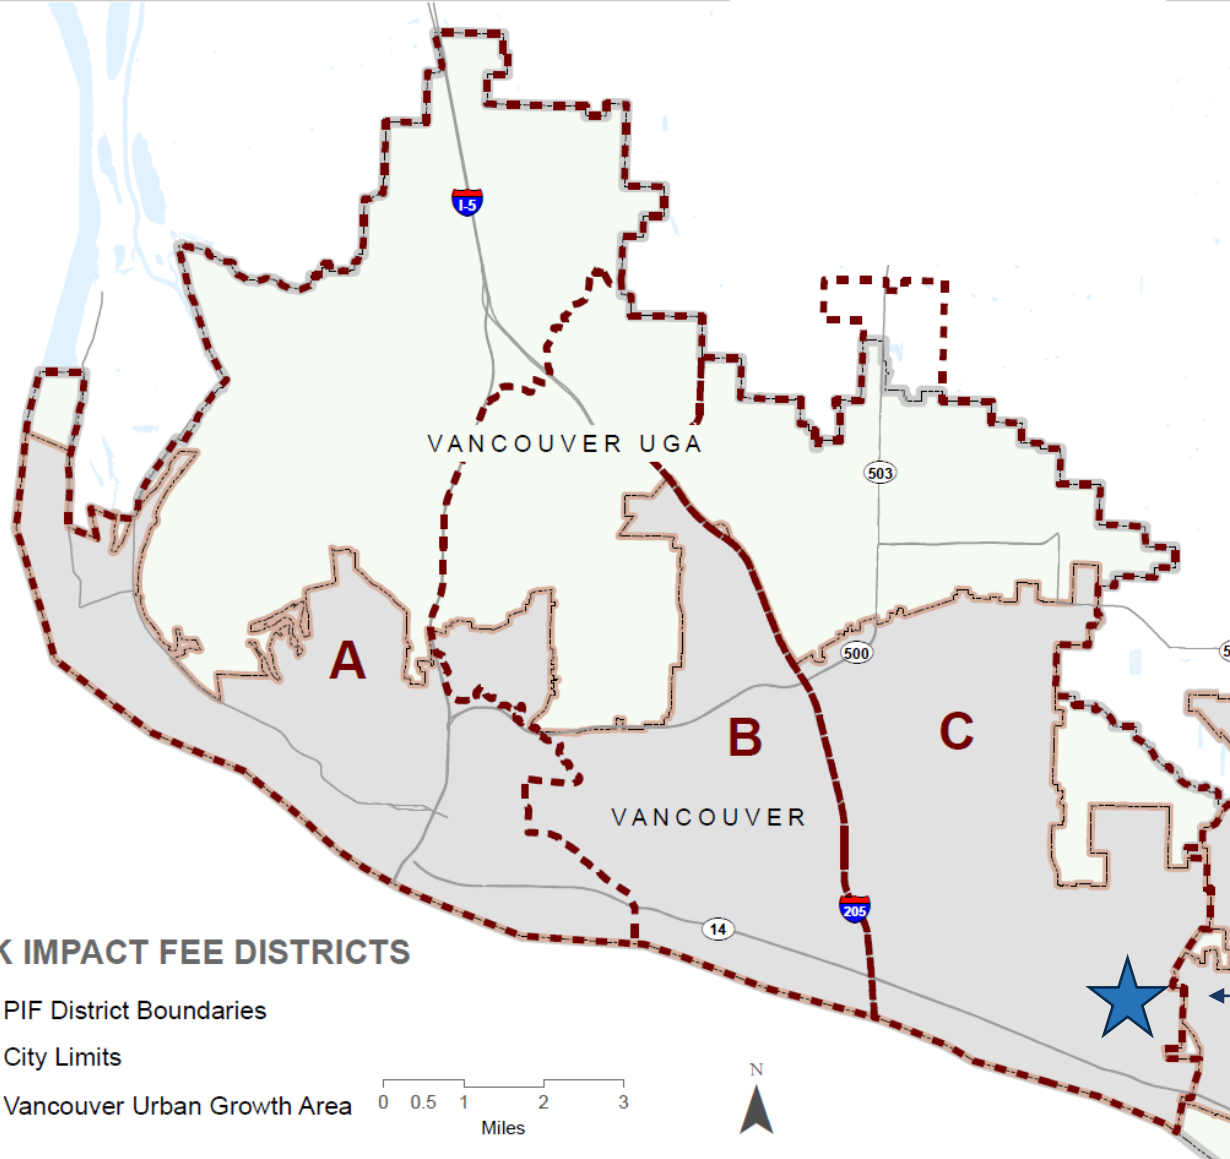 I-5
VANCOUVER UGA
503
500
A
B
C
VANCOUVER
205
14
K IMPACT FEE DISTRICTS
PIF District Boundaries
City Limits
Vancouver Urban Growth Area
0 0.5 1 2 3
Miles
N